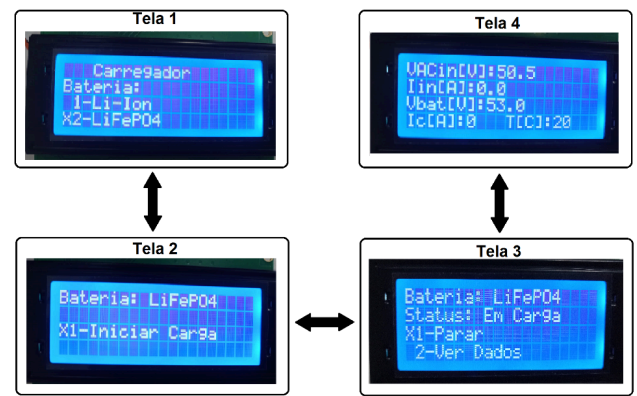 Tela 1
Carregador
Bateria:
1-Li-Ion
X2-LiFePO4
Tela 4
VACin[V]:50.5
Iin[A]:0.0
Vbat[V]:53.0
Ic[A]:0 T[C]:20
Tela 2
Bateria: LiFePO4
X1-Iniciar Carga
Tela 3
Bateria: LiFePO4
Status: Em Carga
X1-Parar
2-Ver Dados